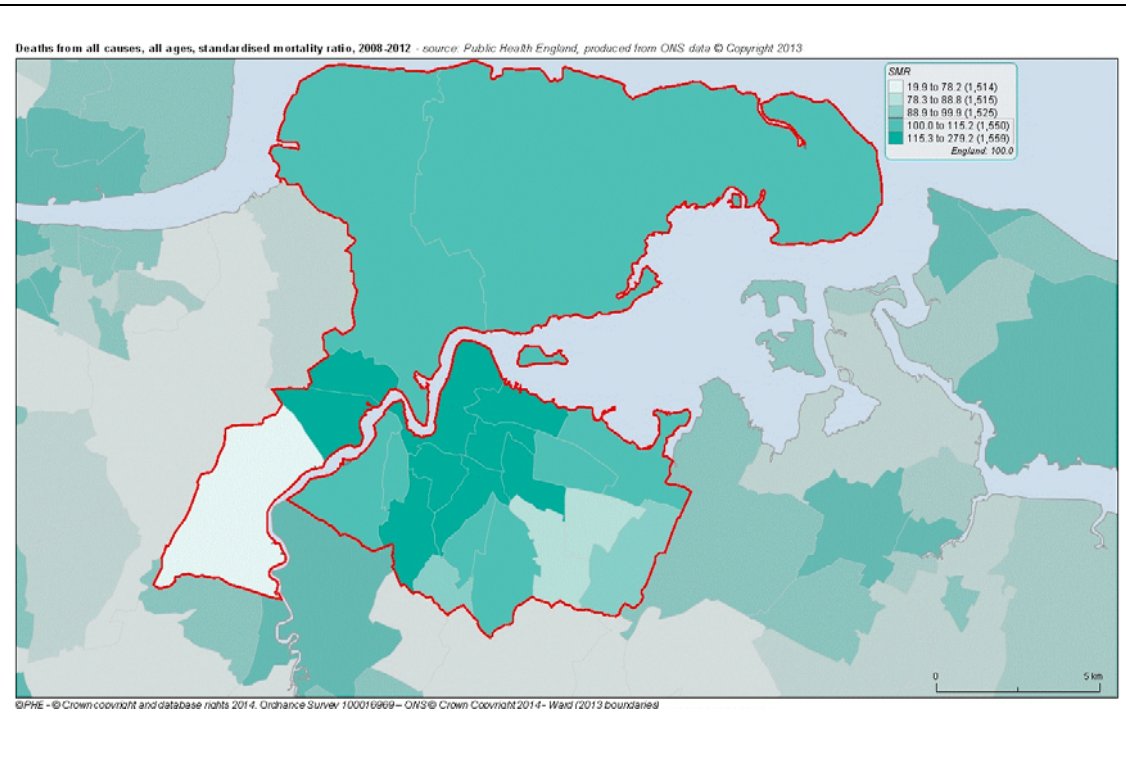 Deaths from all causes, all ages, standardised mortality ratio, 2008-2012 - source: Public Health England, produced from ONS data © Copyright 2013
SMR
19.9 to 78.2 (1,514)
78.3 to 88.8 (1,515)
88.9 to 99.9 (1,525)
100.0 to 115.2 (1,550)
115.3 to 279.2 (1,559)
England: 100.0
0 5 km
©PHE - © Crown copyright and database rights 2014, Ordnance Survey 100016969 – ONS © Crown Copyright 2014 - Ward (2013 boundaries)